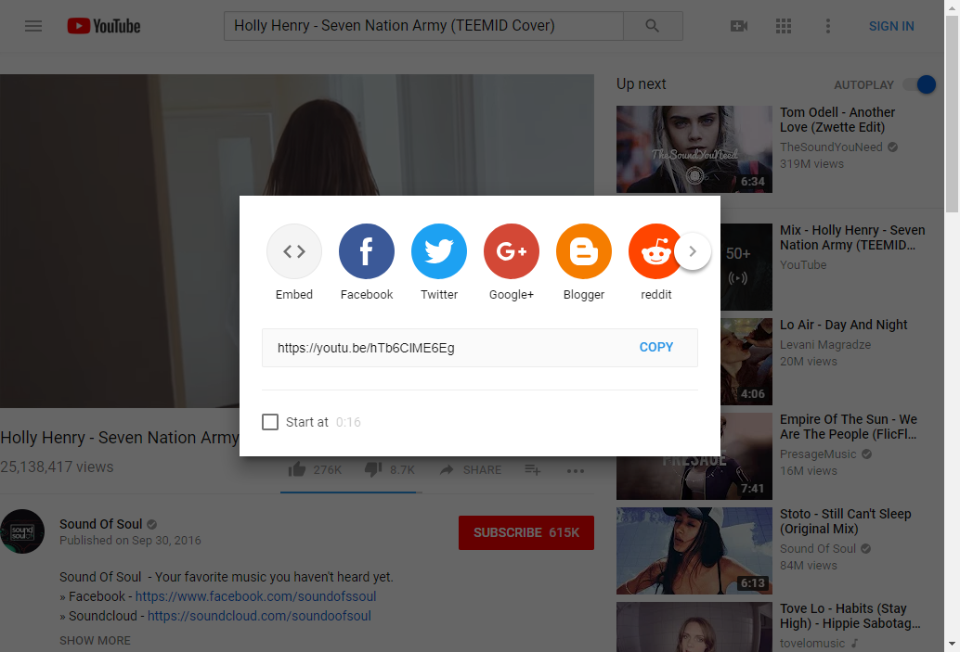 YouTube
Holly Henry - Seven Nation Army (TEEMID Cover)
SIGN IN
Up next
AUTOPLAY
TheSoundYouNeed
6:34
Tom Odell - Another
Love (Zwette Edit)
TheSoundYouNeed
319M views
50+
Mix - Holly Henry - Seven
Nation Army (TEEMID...
YouTube
4:06
Lo Air - Day And Night
Levani Magradze
20M views
PRESAGE
7:41
Empire Of The Sun - We
Are The People (FlicFl...
PresageMusic
16M views
6:13
Stoto - Still Can't Sleep
(Original Mix)
Sound Of Soul
84M views
Tove Lo - Habits (Stay
High) - Hippie Sabotag...
tovelomusic
Embed
Facebook
Twitter
G+
Google+
Blogger
reddit
https://youtu.be/hTb6CIME6Eg
COPY
Start at 0:16
Holly Henry - Seven Nation Army
25,138,417 views
276K
8.7K
SHARE
sound
soul
Sound Of Soul
Published on Sep 30, 2016
SUBSCRIBE 615K
Sound Of Soul - Your favorite music you haven't heard yet.
» Facebook - https://www.facebook.com/soundofssoul
» Soundcloud - https://soundcloud.com/soundoofsoul
SHOW MORE